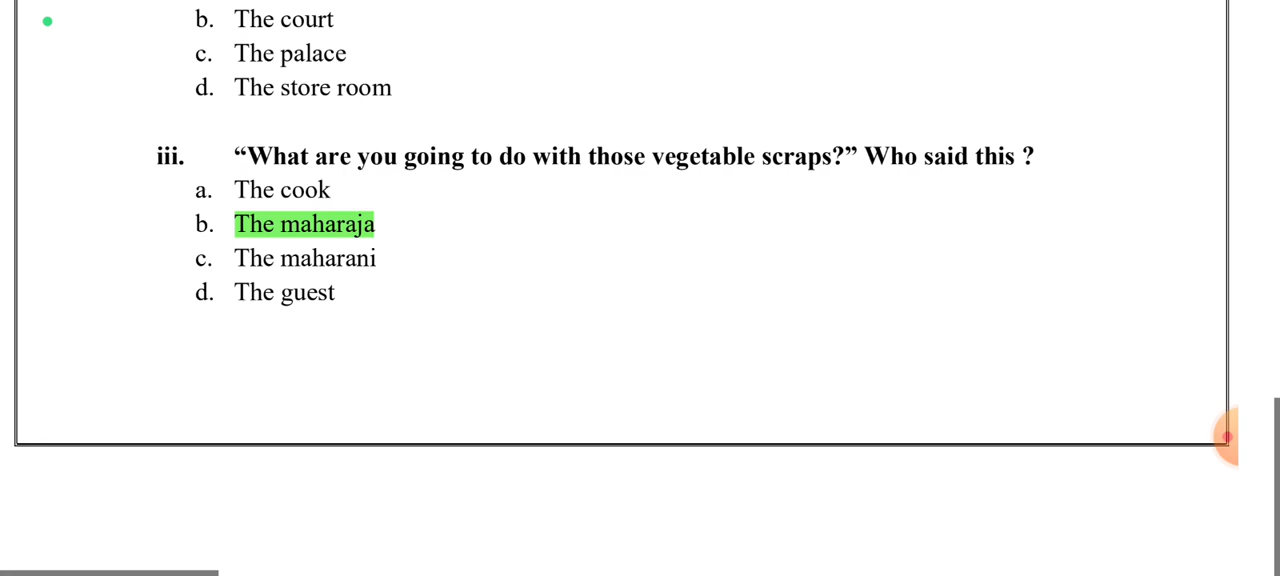 b. The court
c. The palace
d. The store room
iii. “What are you going to do with those vegetable scraps?” Who said this ?
a. The cook
b. The maharaja
c. The maharani
d. The guest